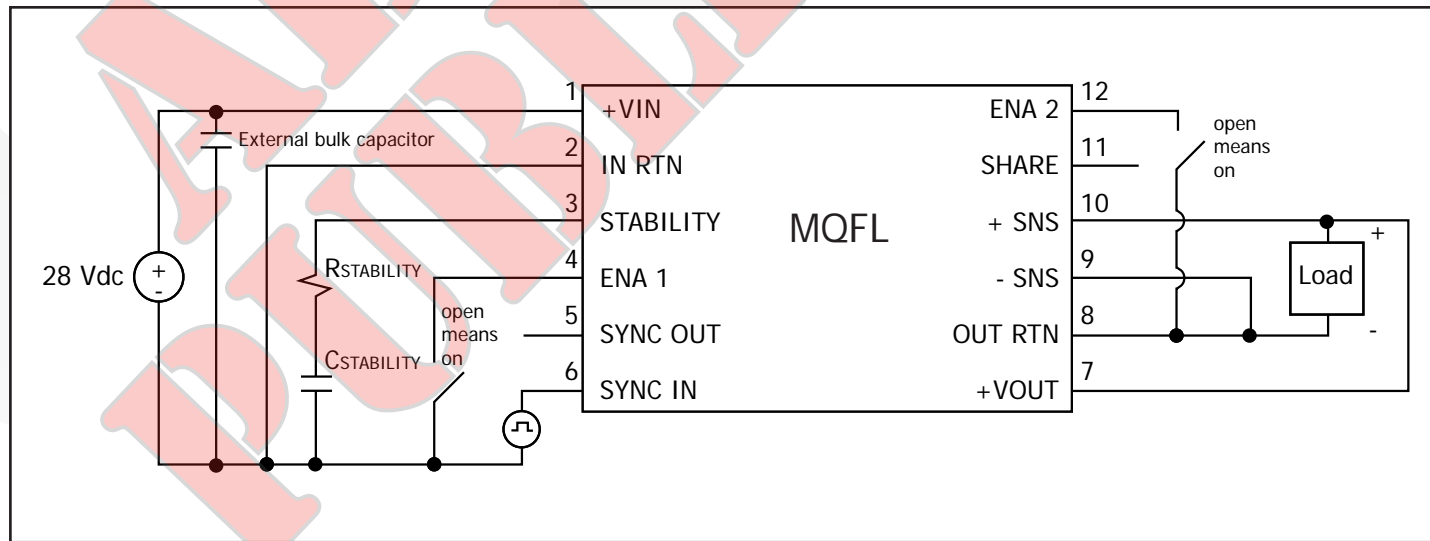 1
+VIN
External bulk capacitor
2
IN RTN
3
STABILITY
RSTABILITY
4
ENA 1
open
means
on
5
SYNC OUT
CSTABILITY
6
SYNC IN
28 Vdc
+
-
MQFL
12
ENA 2
open
means
on
11
SHARE
10
+ SNS
9
- SNS
8
OUT RTN
7
+VOUT
+
Load
-
PUBLI